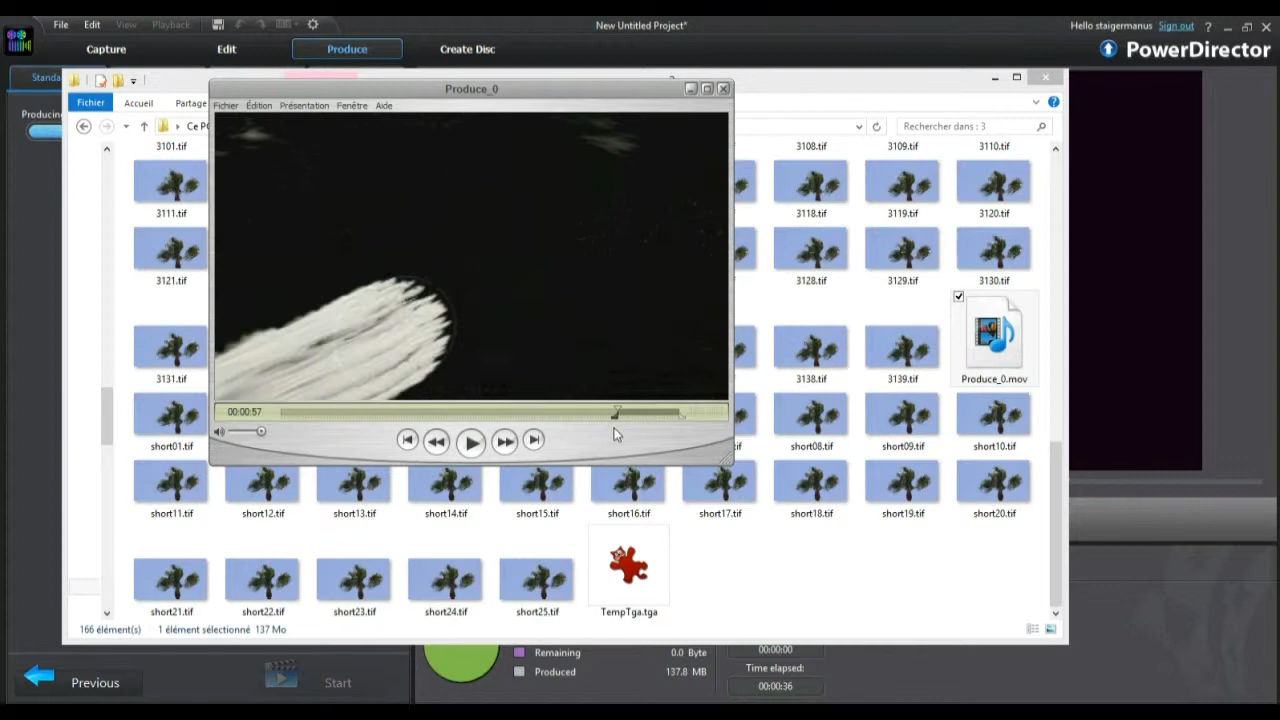 File Edit View Playback
New Untitled Project*
Hello staigermanus Sign out ?
Capture Edit Produce Create Disc
PowerDirector
Standa
Produce_0
Fichier Accueil Partage
Fichier Édition Présentation Fenêtre Aide
Producing
Ce PC
Rechercher dans : 3
3101.tif 3108.tif 3109.tif 3110.tif
3111.tif 3118.tif 3119.tif 3120.tif
3121.tif 3128.tif 3129.tif 3130.tif
3131.tif 3138.tif 3139.tif Produce_0.mov
00:00:57
short01.tif short08.tif short09.tif short10.tif
short11.tif short12.tif short13.tif short14.tif short15.tif short16.tif short17.tif short18.tif short19.tif short20.tif
short21.tif short22.tif short23.tif short24.tif short25.tif TempTga.tga
166 élément(s) 1 élément sélectionné 137 Mo
Remaining 0.0 Byte
00:00:00
Produced 137.8 MB
Time elapsed:
00:00:36
Previous
Start